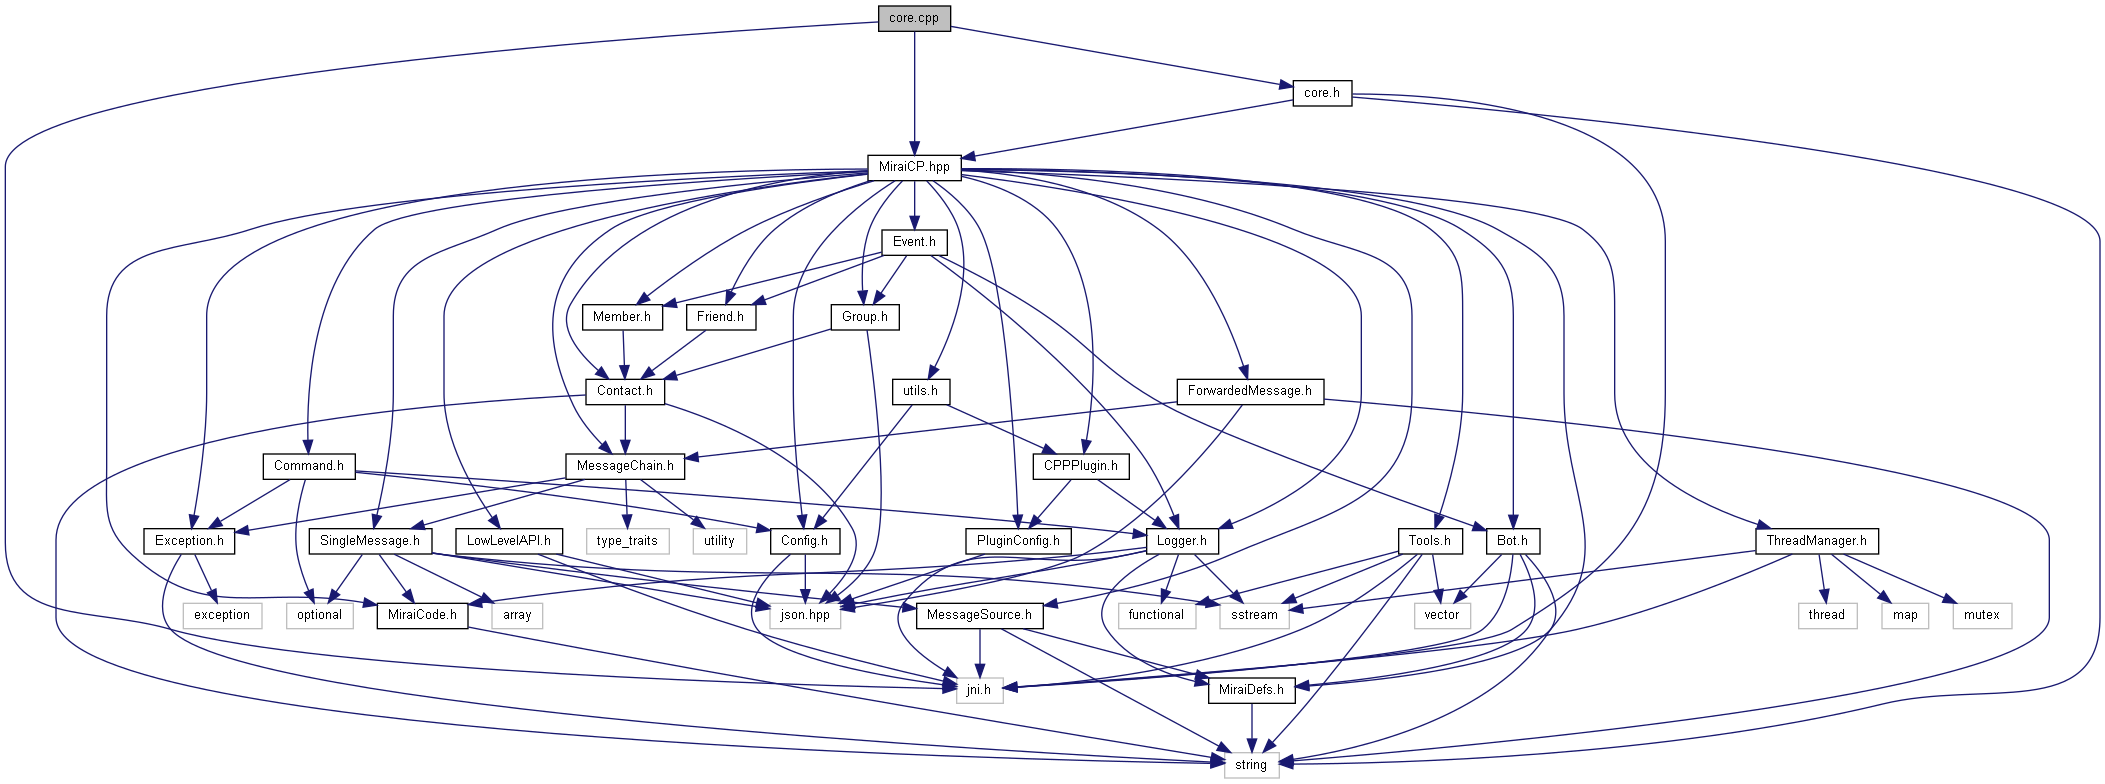 core.cpp
core.h
MiraiCP.hpp
Event.h
Member.h
Friend.h
Group.h
Contact.h
utils.h
ForwardedMessage.h
Command.h
MessageChain.h
CPPPlugin.h
Exception.h
SingleMessage.h
LowLevelAPI.h
type_traits
utility
Config.h
PluginConfig.h
Logger.h
Tools.h
Bot.h
ThreadManager.h
exception
optional
MiraiCode.h
array
json.hpp
MessageSource.h
functional
sstream
vector
thread
map
mutex
jni.h
MiraiDefs.h
string